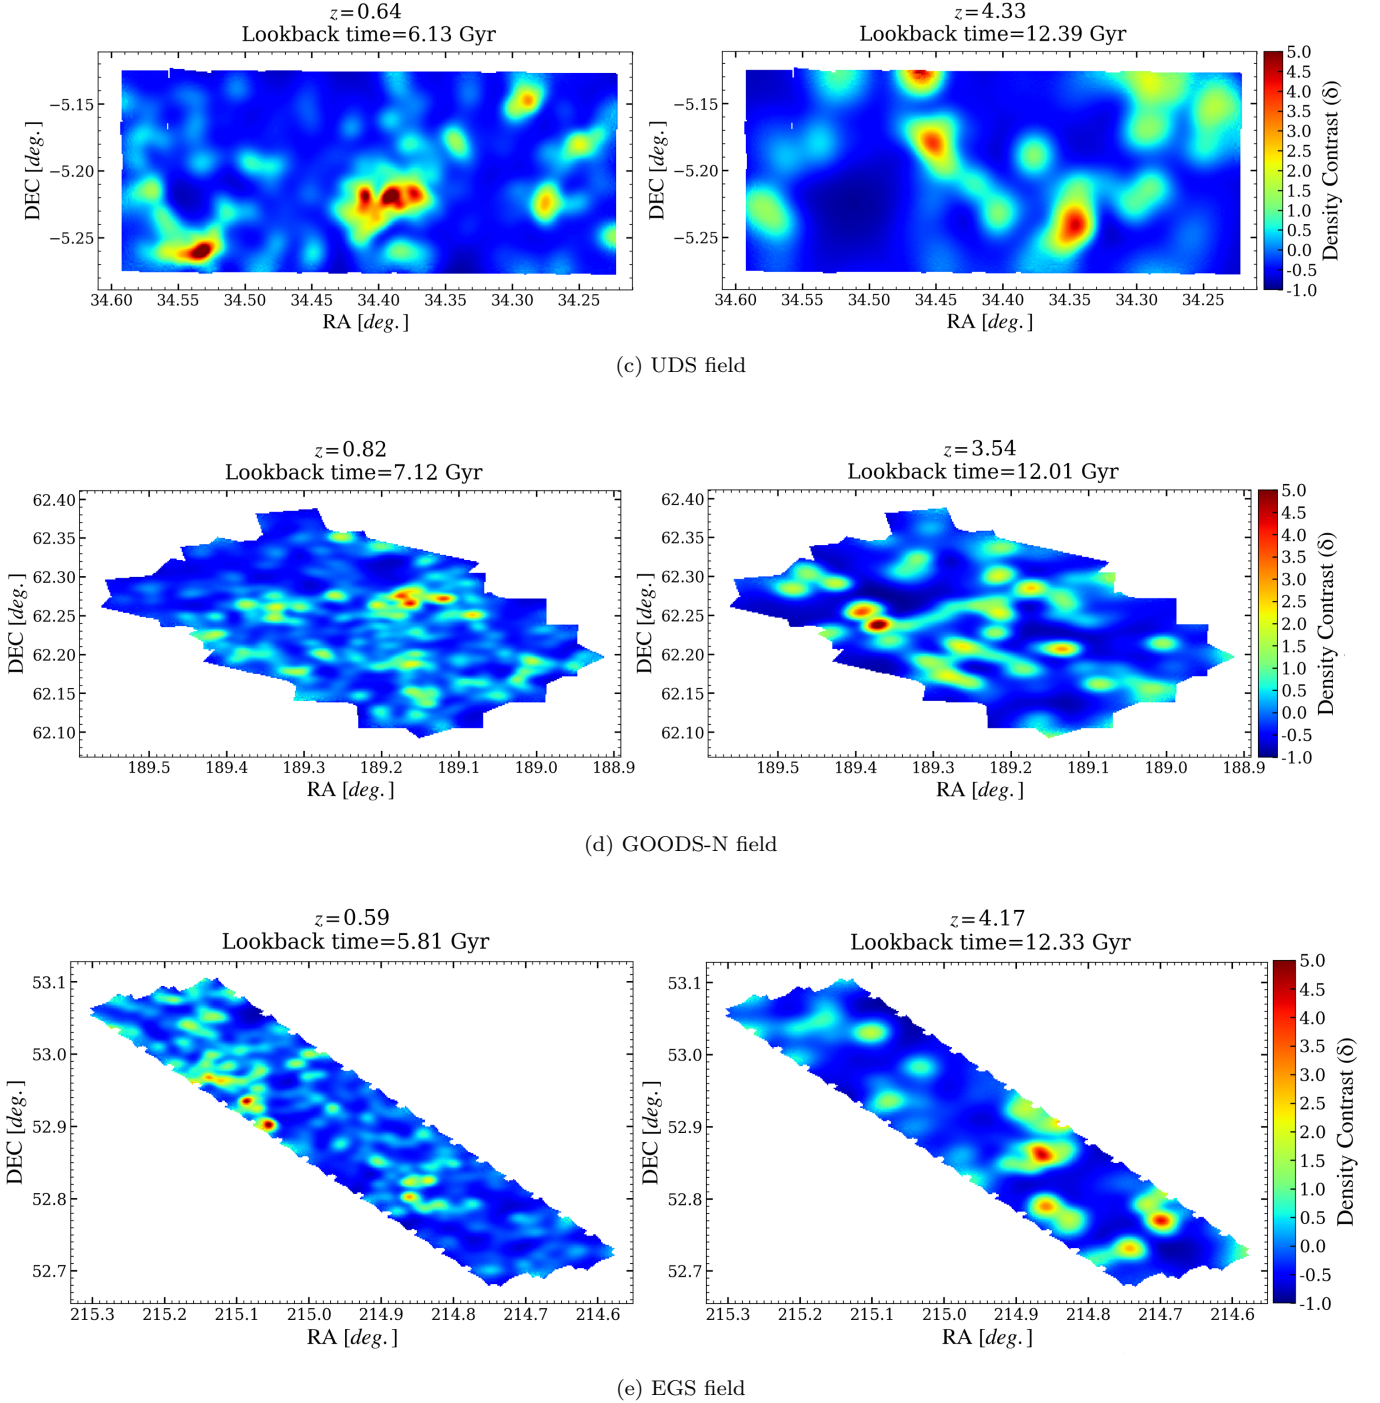 z=0.64
Lookback time=6.13 Gyr
z=4.33
Lookback time=12.39 Gyr
−5.15
−5.20
−5.25
DEC [deg.]
34.60 34.55 34.50 34.45 34.40 34.35 34.30 34.25
RA [deg.]
−5.15
−5.20
−5.25
DEC [deg.]
34.60 34.55 34.50 34.45 34.40 34.35 34.30 34.25
RA [deg.]
5.0
4.5
4.0
3.5
3.0
2.5
2.0
1.5
1.0
0.5
0.0
-0.5
-1.0
Density Contrast (δ)
(c) UDS field
z=0.82
Lookback time=7.12 Gyr
z=3.54
Lookback time=12.01 Gyr
62.40
62.35
62.30
62.25
62.20
62.15
62.10
DEC [deg.]
189.5 189.4 189.3 189.2 189.1 189.0 188.9
RA [deg.]
62.40
62.35
62.30
62.25
62.20
62.15
62.10
DEC [deg.]
189.5 189.4 189.3 189.2 189.1 189.0 188.9
RA [deg.]
5.0
4.5
4.0
3.5
3.0
2.5
2.0
1.5
1.0
0.5
0.0
-0.5
-1.0
Density Contrast (δ)
(d) GOODS-N field
z=0.59
Lookback time=5.81 Gyr
z=4.17
Lookback time=12.33 Gyr
53.1
53.0
52.9
52.8
52.7
DEC [deg.]
215.3 215.2 215.1 215.0 214.9 214.8 214.7 214.6
RA [deg.]
53.1
53.0
52.9
52.8
52.7
DEC [deg.]
215.3 215.2 215.1 215.0 214.9 214.8 214.7 214.6
RA [deg.]
5.0
4.5
4.0
3.5
3.0
2.5
2.0
1.5
1.0
0.5
0.0
-0.5
-1.0
Density Contrast (δ)
(e) EGS field